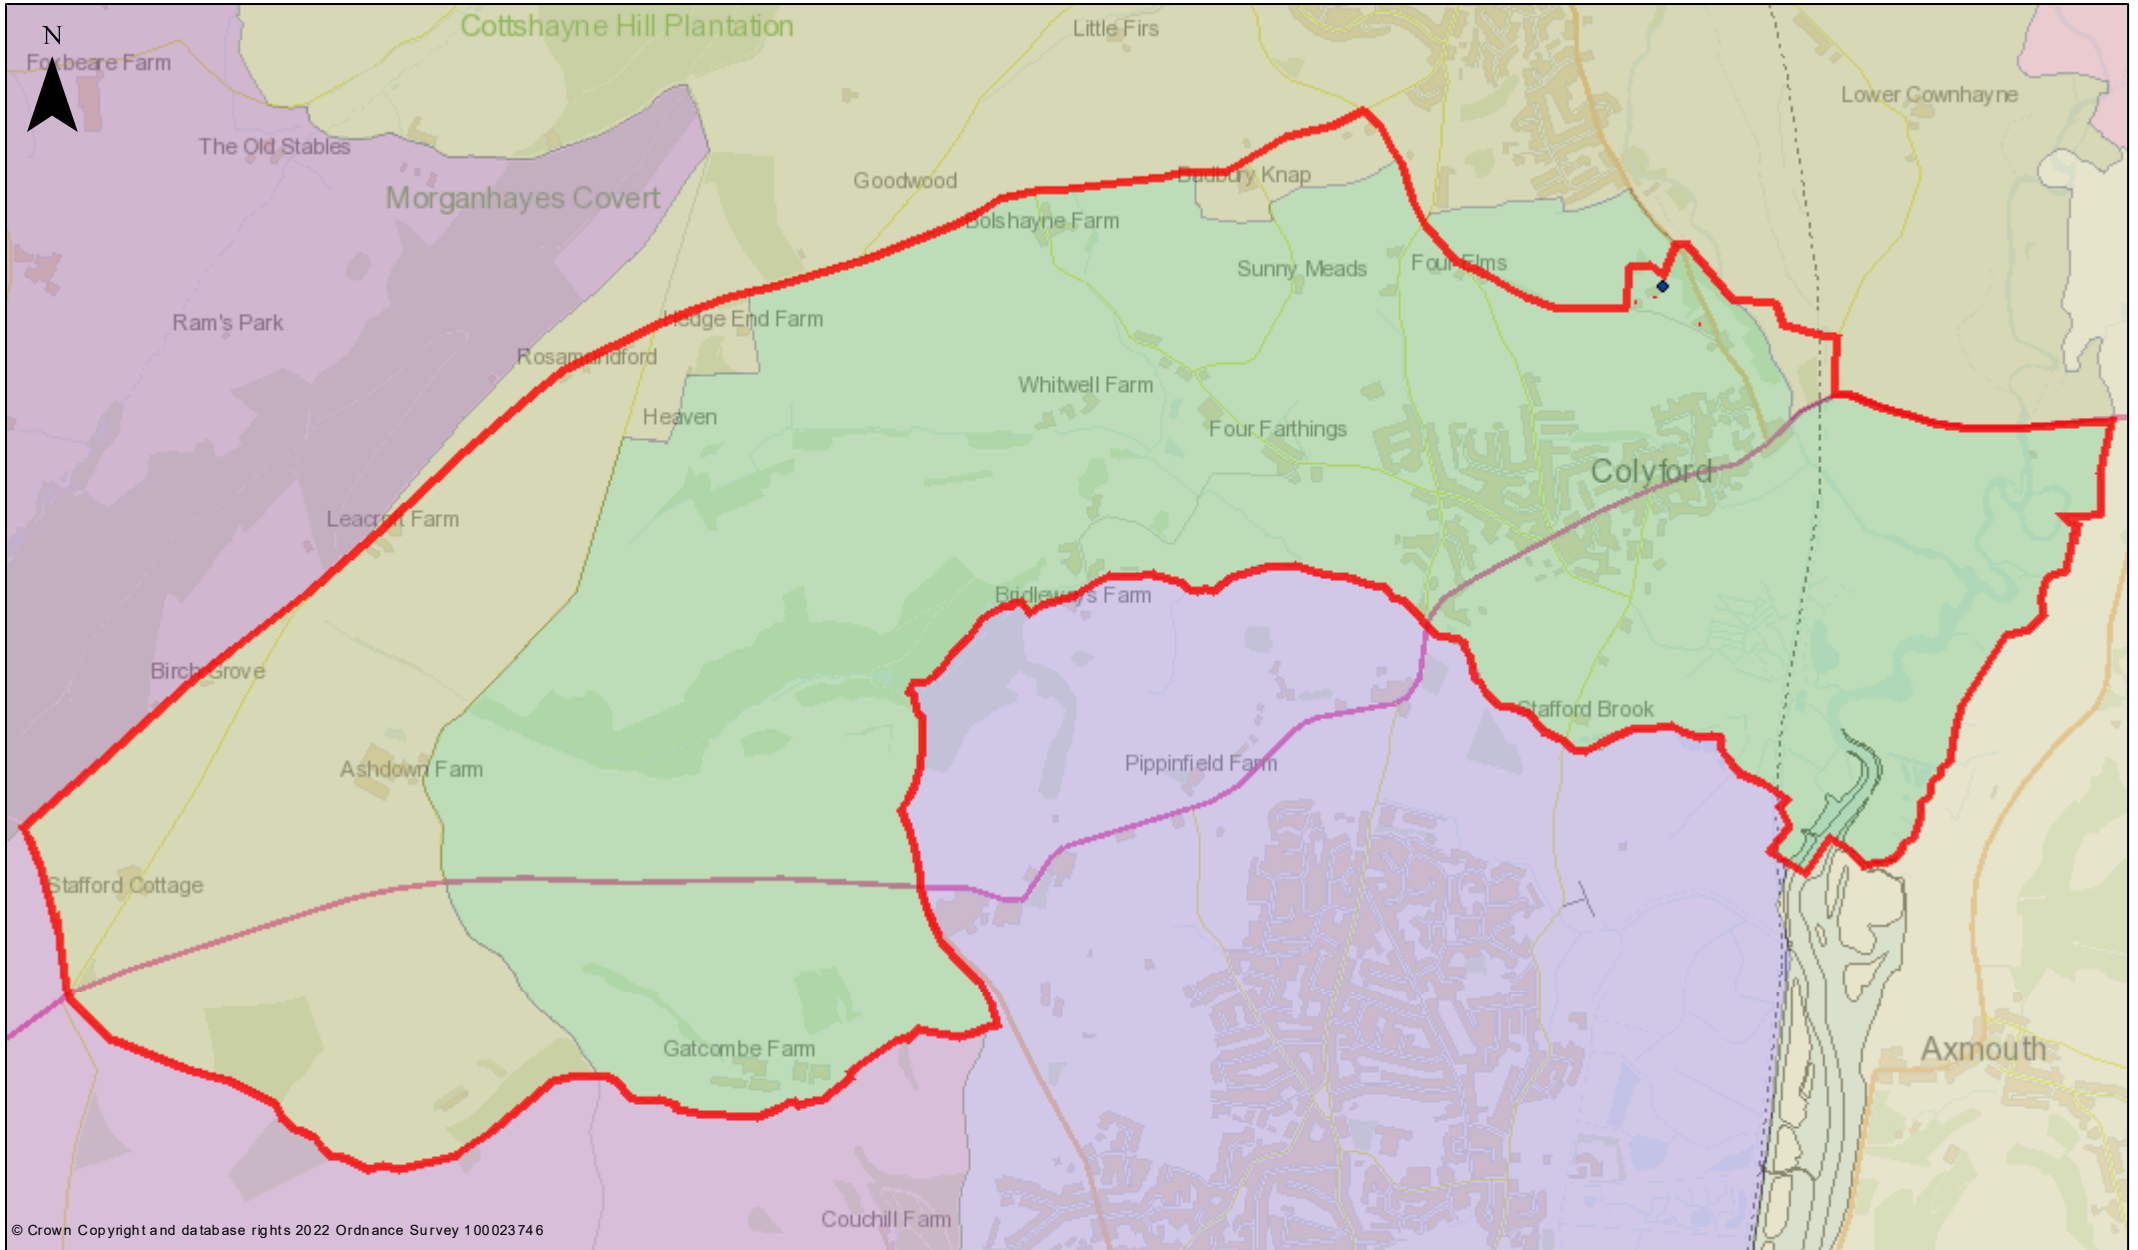 Cottshayne Hill Plantation
Little Firs
N
Foxbeare Farm
Lower Cownhayne
The Old Stables
Badbury Knap
Goodwood
Morganhayes Covert
Bolshayne Farm
Four Elms
Sunny Meads
Hedge End Farm
Ram's Park
Rosamundford
Whitwell Farm
Heaven
Four Farthings
Colyford
Leacroft Farm
Bridleways Farm
Birch Grove
Stafford Brook
Pippinfield Farm
Ashdown Farm
Stafford Cottage
Gatcombe Farm
Axmouth
Couchill Farm
© Crown Copyright and database rights 2022 Ordnance Survey 100023746